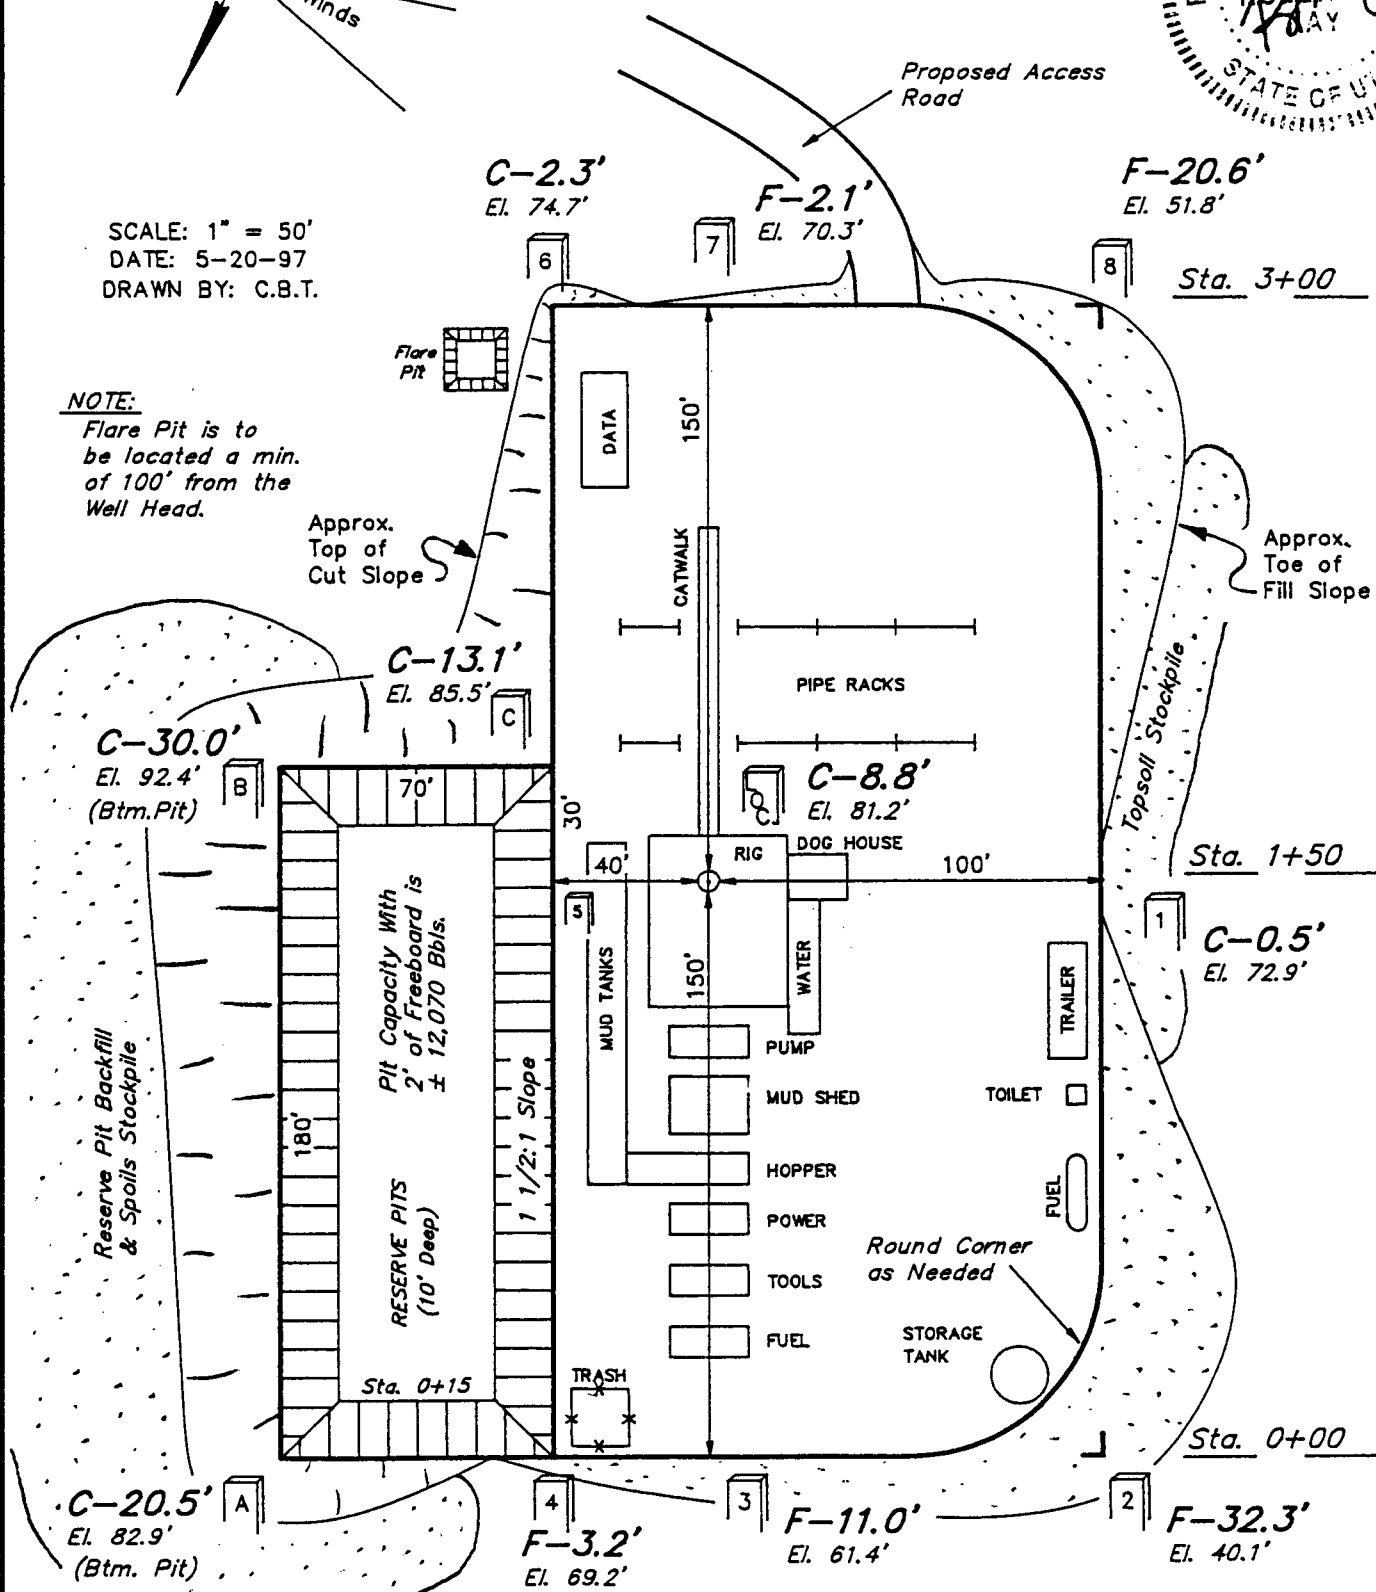 Winds
STATE OF UT
Proposed Access
Road
C-2.3'
El. 74.7'
F-2.1'
El. 70.3'
F-20.6'
El. 51.8'
SCALE: 1" = 50'
DATE: 5-20-97
DRAWN BY: C.B.T.
6
7
8
Sta. 3+00
Flare
Pit
NOTE:
Flare Pit is to
be located a min.
of 100' from the
Well Head.
DATA
150'
Approx.
Top of
Cut Slope
CATWALK
Approx.
Toe of
Fill Slope
C-13.1'
El. 85.5'
C
PIPE RACKS
Topsoil Stockpile
C-30.0'
El. 92.4'
(Btm.Pit)
B
70'
30'
C-8.8'
El. 81.2'
RIG
DOG HOUSE
40'
100'
Sta. 1+50
5
1
C-0.5'
El. 72.9'
Pit Capacity With
2' of Freeboard is
± 12,070 Bbls.
MUD TANKS
150'
WATER
TRAILER
PUMP
MUD SHED
TOILET
Reserve Pit Backfill
& Spoils Stockpile
180'
1 1/2:1 Slope
HOPPER
POWER
FUEL
RESERVE PITS
(10' Deep)
Round Corner
as Needed
TOOLS
FUEL
STORAGE
TANK
TRASH
Sta. 0+15
Sta. 0+00
C-20.5'
El. 82.9'
(Btm. Pit)
A
4
F-3.2'
El. 69.2'
3
F-11.0'
El. 61.4'
2
F-32.3'
El. 40.1'